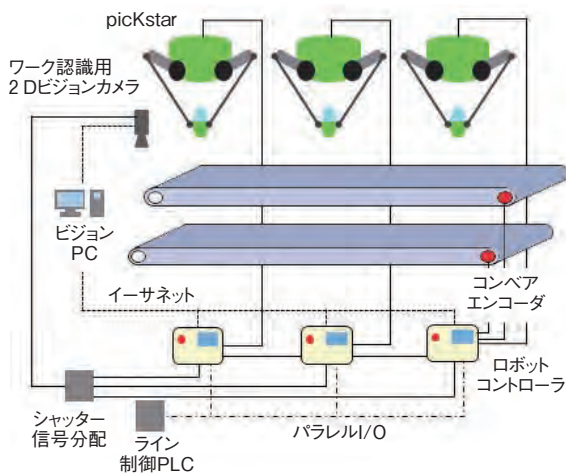 picKstar
ワーク認識用
2Dビジョンカメラ
ビジョン
PC
イーサネット
コンベア
エンコーダ
ロボット
コントローラ
シャッター
信号分配
ライン
制御PLC
パラレルI/O